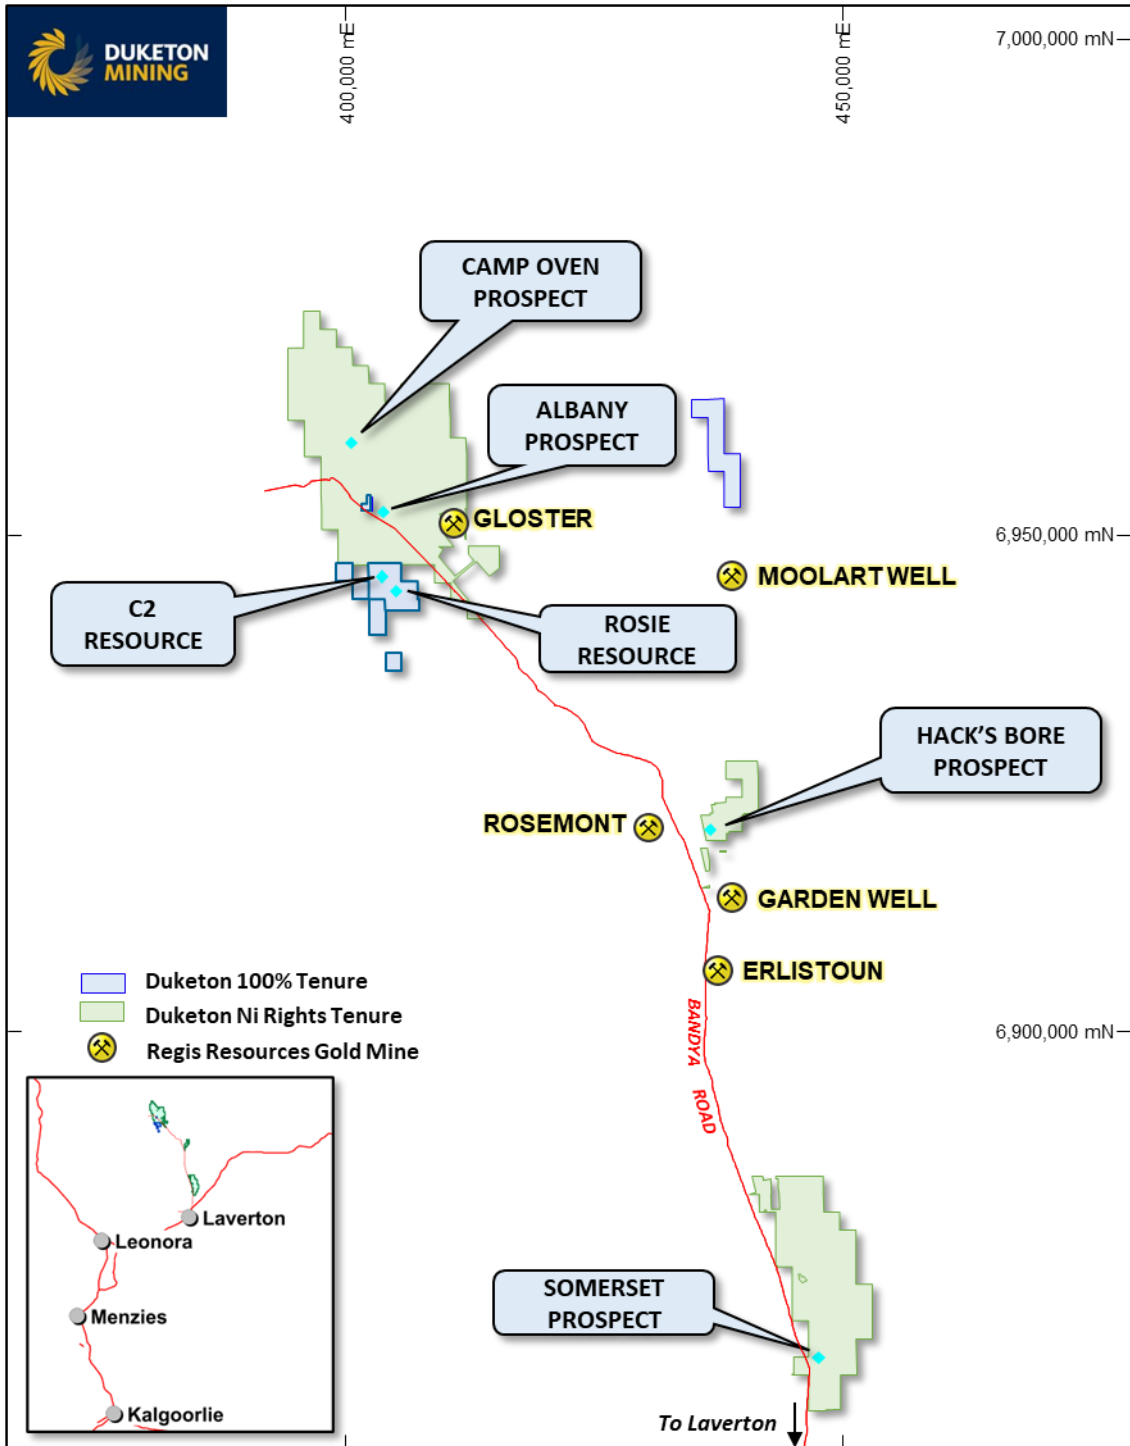 DUKETON
MINING
400,000 mE
450,000 mE
7,000,000 mN
CAMP OVEN
PROSPECT
ALBANY
PROSPECT
GLOSTER
6,950,000 mN
MOOLART WELL
C2
RESOURCE
ROSIE
RESOURCE
HACK'S BORE
PROSPECT
ROSEMONT
GARDEN WELL
ERLISTOUN
Duketon 100% Tenure
Duketon Ni Rights Tenure
Regis Resources Gold Mine
BANDYA ROAD
6,900,000 mN
Laverton
Leonora
Menzies
Kalgoorlie
SOMERSET
PROSPECT
To Laverton